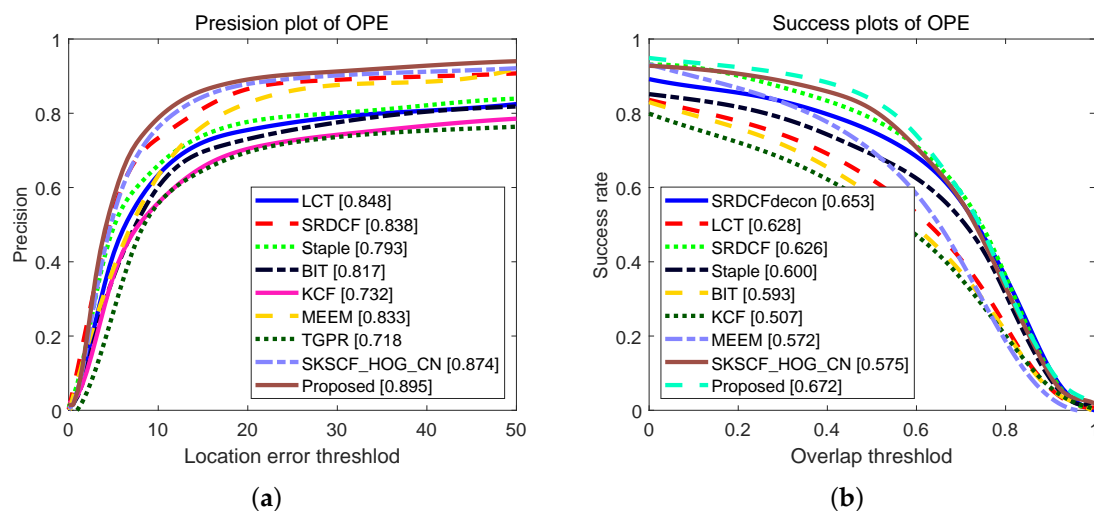 Presision plot of OPE
1
0.8
0.6
0.4
0.2
0
Precision
LCT [0.848]
SRDCF [0.838]
Staple [0.793]
BIT [0.817]
KCF [0.732]
MEEM [0.833]
TGPR [0.718
SKSCF_HOG_CN [0.874]
Proposed [0.895]
0 10 20 30 40 50
Location error threshlod
(a)
Success plots of OPE
1
0.8
0.6
0.4
0.2
0
Success rate
SRDCFdecon [0.653]
LCT [0.628]
SRDCF [0.626]
Staple [0.600]
BIT [0.593]
KCF [0.507]
MEEM [0.572]
SKSCF_HOG_CN [0.575]
Proposed [0.672]
0 0.2 0.4 0.6 0.8 1
Overlap threshlod
(b)